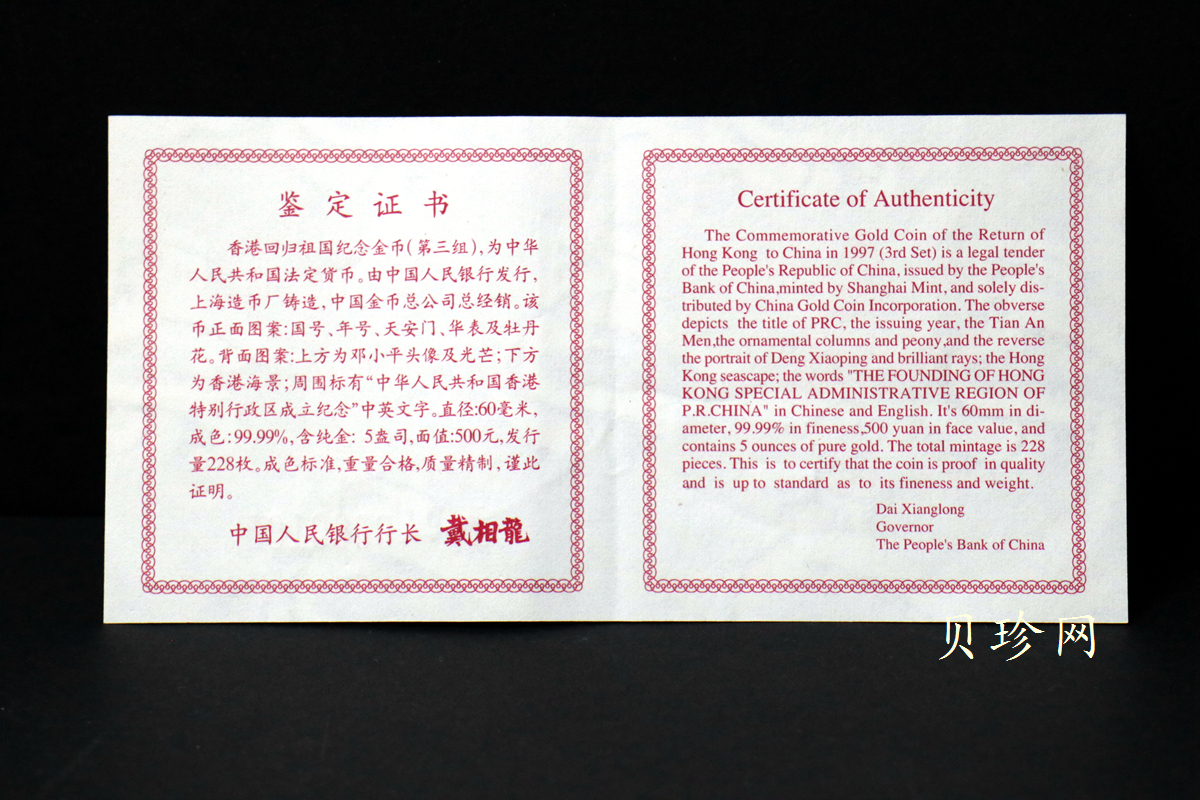 鉴定证书
香港回归祖国纪念金币(第三组),为中华
人民共和国法定货币。由中国人民银行发行,
上海造币厂铸造,中国金币总公司总经销。该
币正面图案:国号、年号、天安门、华表及牡丹
花。背面图案:上方为邓小平头像及光芒;下方
为香港海景;周围标有“中华人民共和国香港
特别行政区成立纪念”中英文字。直径:60毫米,
成色:99.99%,含纯金: 5盎司,面值:500元,发行
量228枚。成色标准,重量合格,质量精制,谨此
证明。
中国人民银行行长 戴相龍
Certificate of Authenticity
The Commemorative Gold Coin of the Return of
Hong Kong to China in 1997 (3rd Set) is a legal tender
of the People's Republic of China, issued by the People's
Bank of China,minted by Shanghai Mint, and solely dis-
tributed by China Gold Coin Incorporation. The obverse
depicts the title of PRC, the issuing year, the Tian An
Men,the ornamental columns and peony,and the reverse
the portrait of Deng Xiaoping and brilliant rays; the Hong
Kong seascape; the words "THE FOUNDING OF HONG
KONG SPECIAL ADMINISTRATIVE REGION OF
P.R.CHINA" in Chinese and English. It's 60mm in di-
ameter, 99.99% in fineness,500 yuan in face value, and
contains 5 ounces of pure gold. The total mintage is 228
pieces. This is to certify that the coin is proof in quality
and is up to standard as to its fineness and weight.
Dai Xianglong
Governor
The People's Bank of China
贝珍网